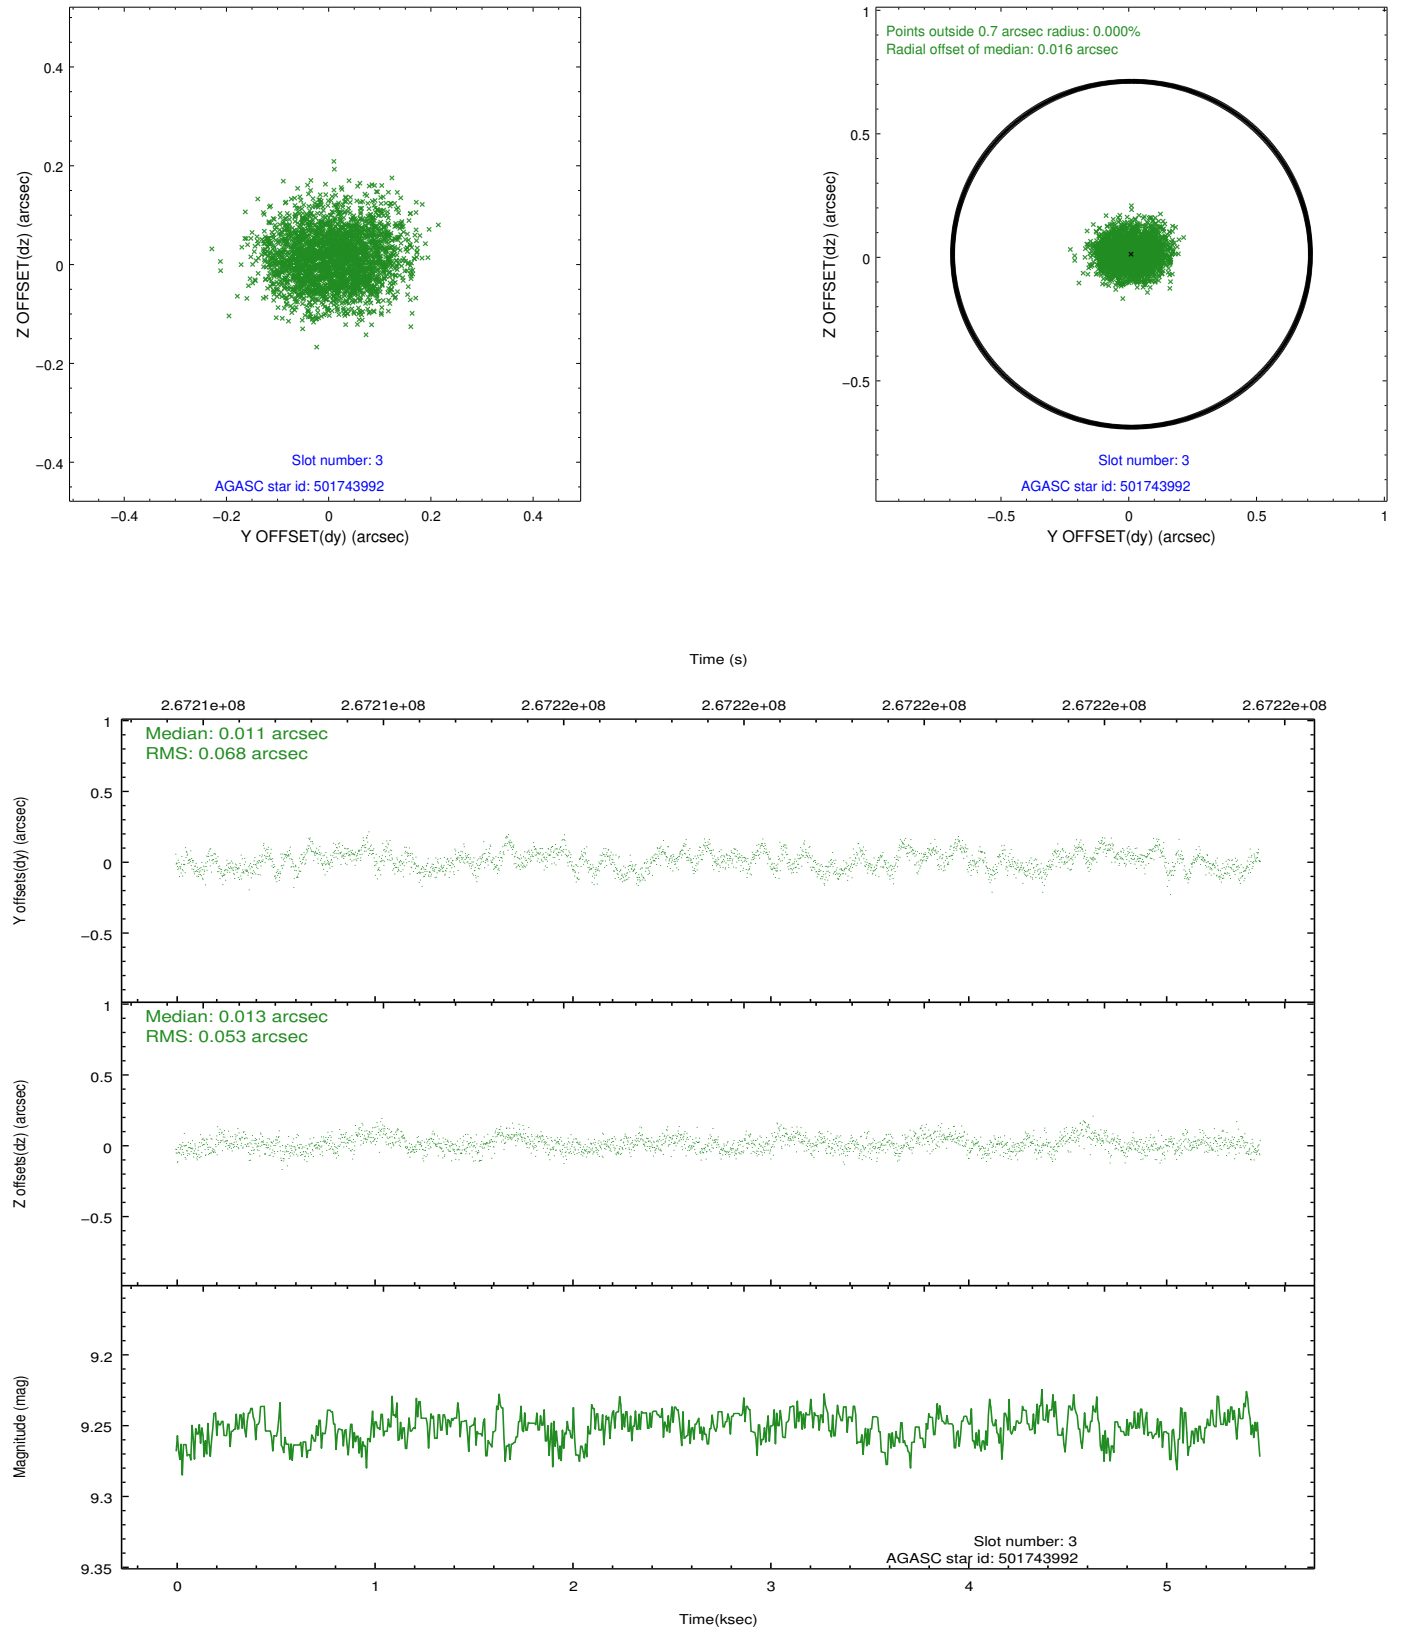 0.4
0.2
0
−0.2
−0.4
Z OFFSET(dz) (arcsec)
Slot number: 3
AGASC star id: 501743992
−0.4 −0.2 0 0.2 0.4
Y OFFSET(dy) (arcsec)
Points outside 0.7 arcsec radius: 0.000%
Radial offset of median: 0.016 arcsec
1
0.5
0
−0.5
Z OFFSET(dz) (arcsec)
Slot number: 3
AGASC star id: 501743992
−0.5 0 0.5 1
Y OFFSET(dy) (arcsec)
Time (s)
2.6721e+08 2.6721e+08 2.6722e+08 2.6722e+08 2.6722e+08 2.6722e+08 2.6722e+08
Median: 0.011 arcsec
RMS: 0.068 arcsec
1
0.5
0
−0.5
Y offsets(dy) (arcsec)
Median: 0.013 arcsec
RMS: 0.053 arcsec
1
0.5
0
−0.5
Z offsets(dz) (arcsec)
9.2
9.25
9.3
9.35
Magnitude (mag)
Slot number: 3
AGASC star id: 501743992
0 1 2 3 4 5
Time(ksec)